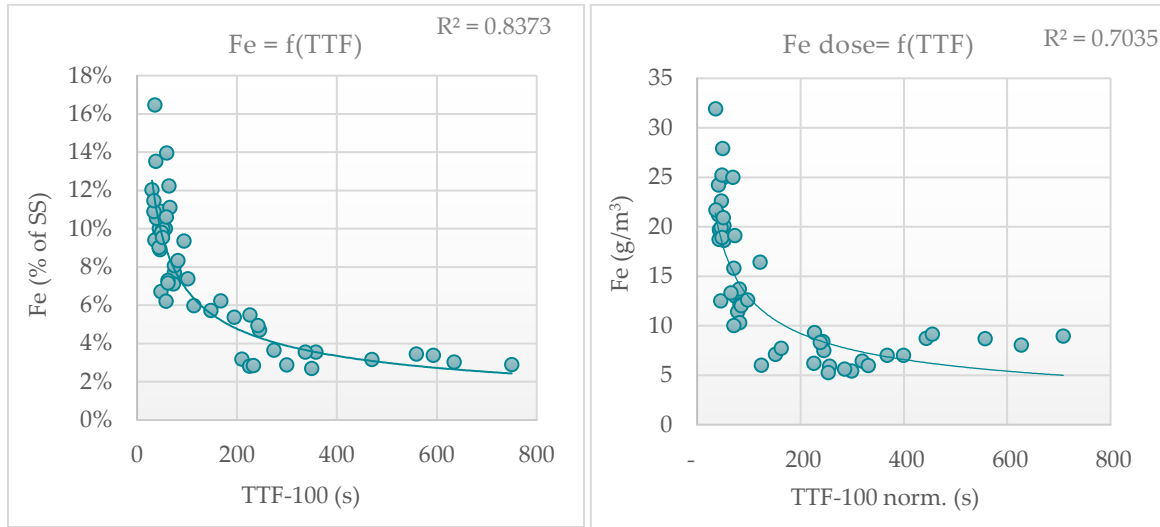 R² = 0.8373
Fe = f(TTF)
18%
16%
14%
12%
10%
8%
6%
4%
2%
0%
Fe (% of SS)
0 200 400 600 800
TTF-100 (s)
R² = 0.7035
Fe dose= f(TTF)
35
30
25
20
15
10
5
0
Fe (g/m³)
- 200 400 600 800
TTF-100 norm. (s)